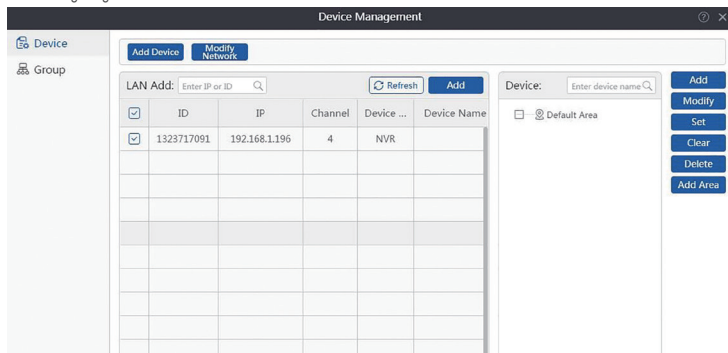 Device Management
Device
Group
Add Device
Modify Network
LAN Add: Enter IP or ID
Refresh
Add
ID IP Channel Device ... Device Name
1323717091 192.168.1.196 4 NVR
Device: Enter device name
Default Area
Add
Modify
Set
Clear
Delete
Add Area